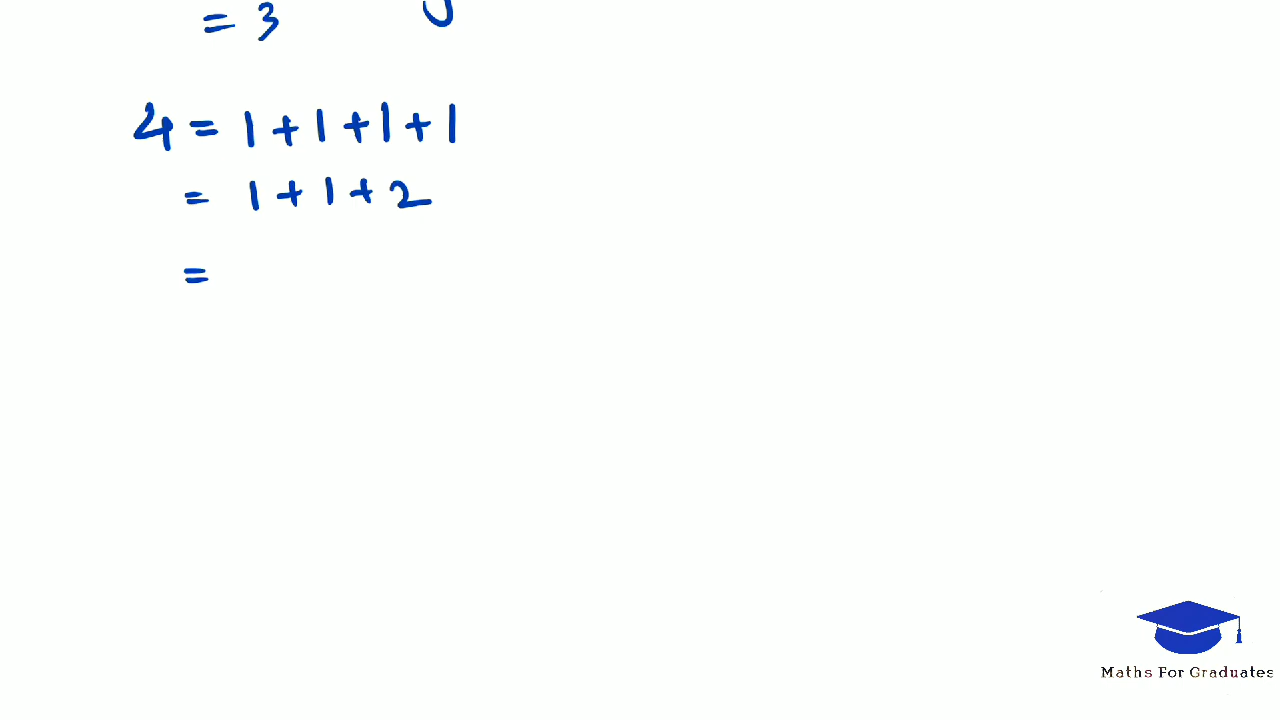 = 3
4 = 1 + 1 + 1 + 1
= 1 + 1 + 2
=
Maths For Graduates